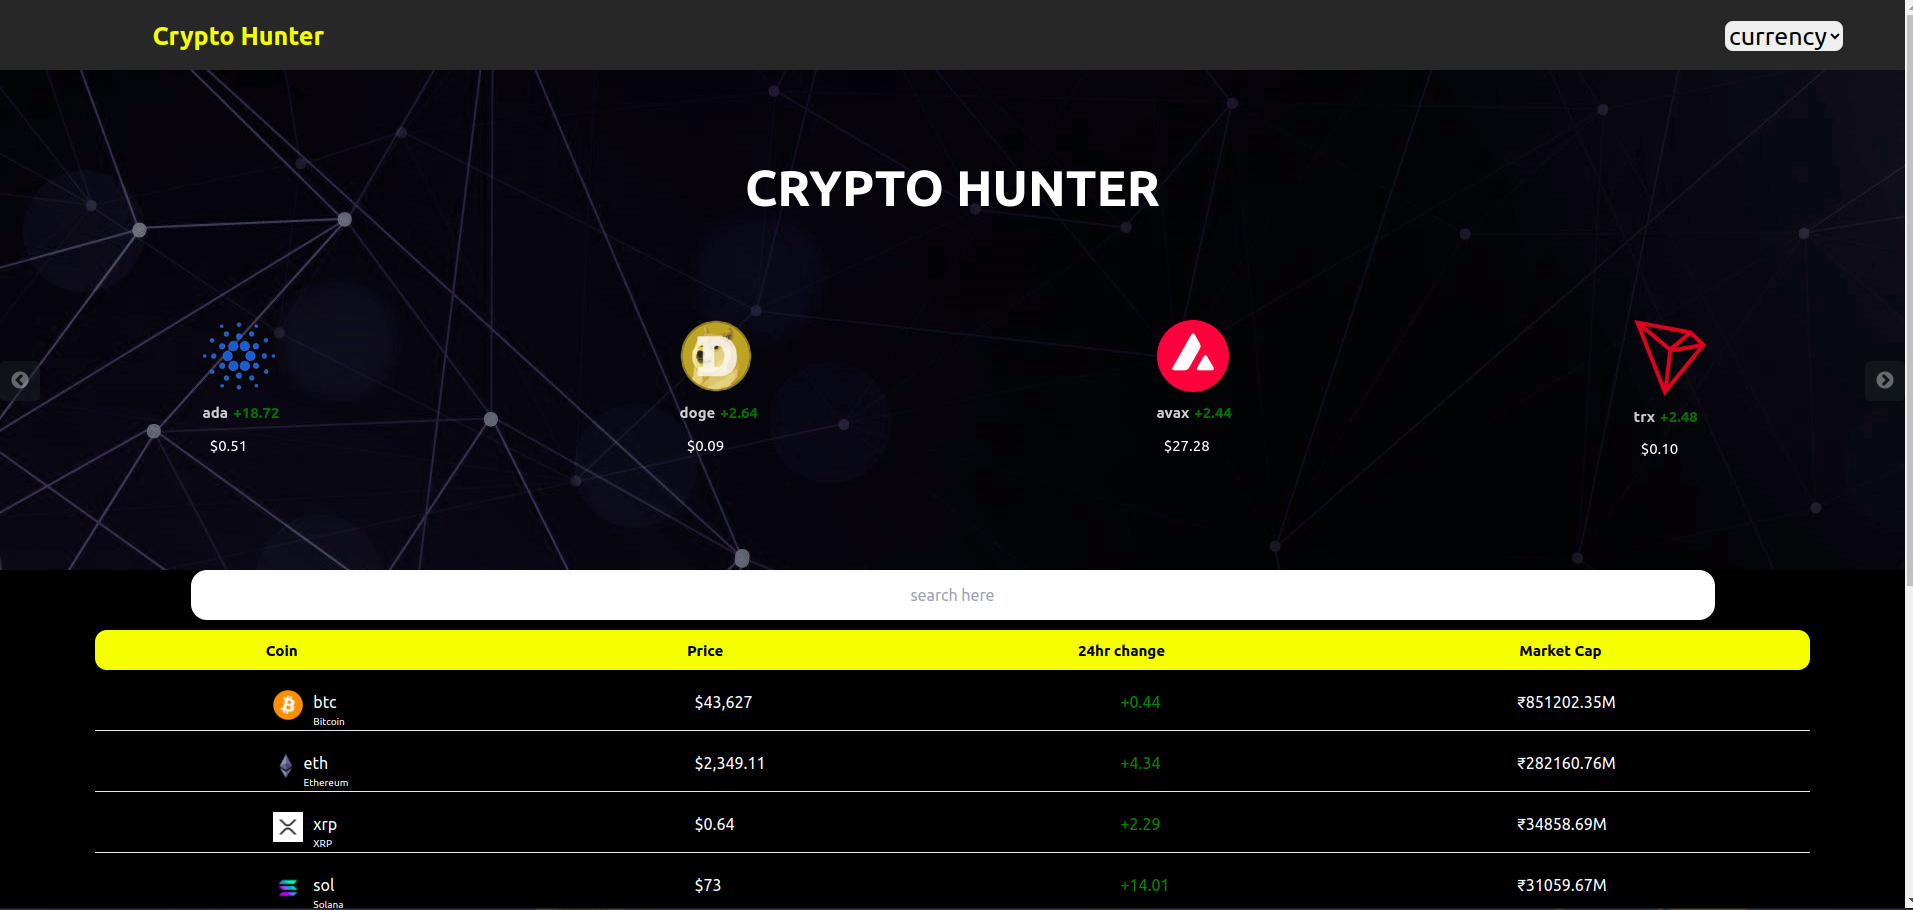 Crypto Hunter
currency
CRYPTO HUNTER
ada +18.72
$0.51
doge +2.64
$0.09
avax +2.44
$27.28
trx +2.48
$0.10
search here
Coin Price 24hr change Market Cap
btc $43,627 +0.44 ₹851202.35M
Bitcoin
eth $2,349.11 +4.34 ₹282160.76M
Ethereum
xrp $0.64 +2.29 ₹34858.69M
XRP
sol $73 +14.01 ₹31059.67M
Solana